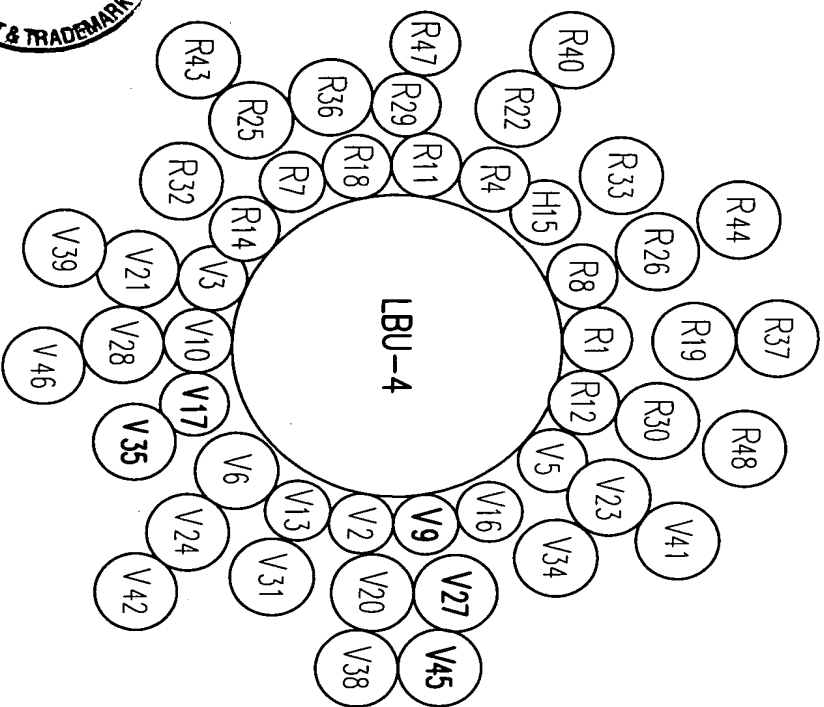 R37
R44
R48
R19
R26
R30
V41
R33
V23
R8
R1
R12
R40
H15
V5
V34
R22
R4
V16
V27
V45
R47
R11
V9
R29
LBU-4
V20
R18
V2
V38
R36
R7
V13
V31
R25
R14
V6
V3
R43
V10
V17
V24
R32
V21
V35
V42
V28
V39
V46
T & TRADEMARK